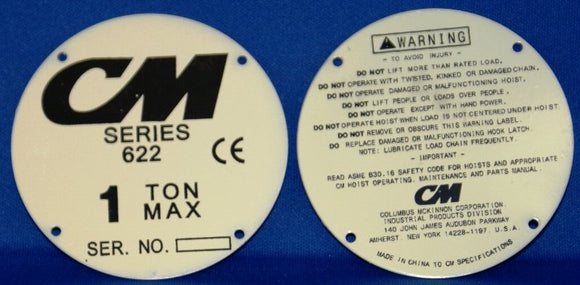 CM
SERIES
622
CE
1 TON
MAX
SER. NO.
WARNING
- TO AVOID INJURY -
DO NOT LIFT MORE THAN RATED LOAD,
DO NOT OPERATE WITH TWISTED, KINKED OR DAMAGED CHAIN,
DO NOT OPERATE DAMAGED OR MALFUNCTIONING HOIST,
DO NOT LIFT PEOPLE OR LOADS OVER PEOPLE,
DO NOT OPERATE EXCEPT WITH HAND POWER,
DO NOT OPERATE HOIST WHEN LOAD IS NOT CENTERED UNDER HOIST
DO NOT REMOVE OR OBSCURE THIS WARNING LABEL.
DO REPLACE DAMAGED OR MALFUNCTIONING HOOK LATCH.
NOTE: LUBRICATE LOAD CHAIN FREQUENTLY.
- IMPORTANT -
READ ASME B30.16 SAFETY CODE FOR HOISTS AND APPROPRIATE
CM HOIST OPERATING, MAINTENANCE AND PARTS MANUAL.
CM
COLUMBUS MCKINNON CORPORATION
INDUSTRIAL PRODUCTS DIVISION
140 JOHN JAMES AUDUBON PARKWAY
AMHERST, NEW YORK 14228-1197, U.S.A.
MADE IN CHINA TO CM SPECIFICATIONS